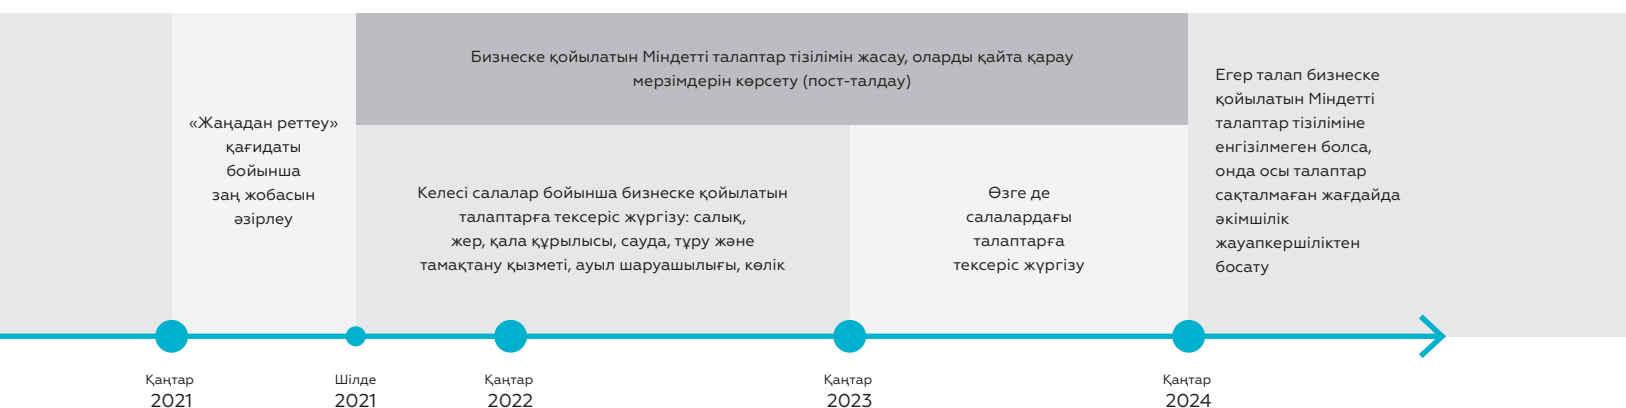 «Жаңадан реттеу»
қағидаты
бойынша
заң жобасын
әзірлеу
Бизнеске қойылатын Міндетті талаптар тізілімін жасау, оларды қайта қарау
мерзімдерін көрсету (пост-талдау)
Келесі салалар бойынша бизнеске қойылатын
талаптарға тексеріс жүргізу: салық,
жер, қала құрылысы, сауда, тұру және
тамақтану қызметі, ауыл шаруашылығы, көлік
Өзге де
салалардағы
талаптарға
тексеріс жүргізу
Егер талап бизнеске
қойылатын Міндетті
талаптар тізіліміне
енгізілмеген болса,
онда осы талаптар
сақталмаған жағдайда
әкімшілік
жауапкершіліктен
босату
Қаңтар
2021
Шілде
2021
Қаңтар
2022
Қаңтар
2023
Қаңтар
2024